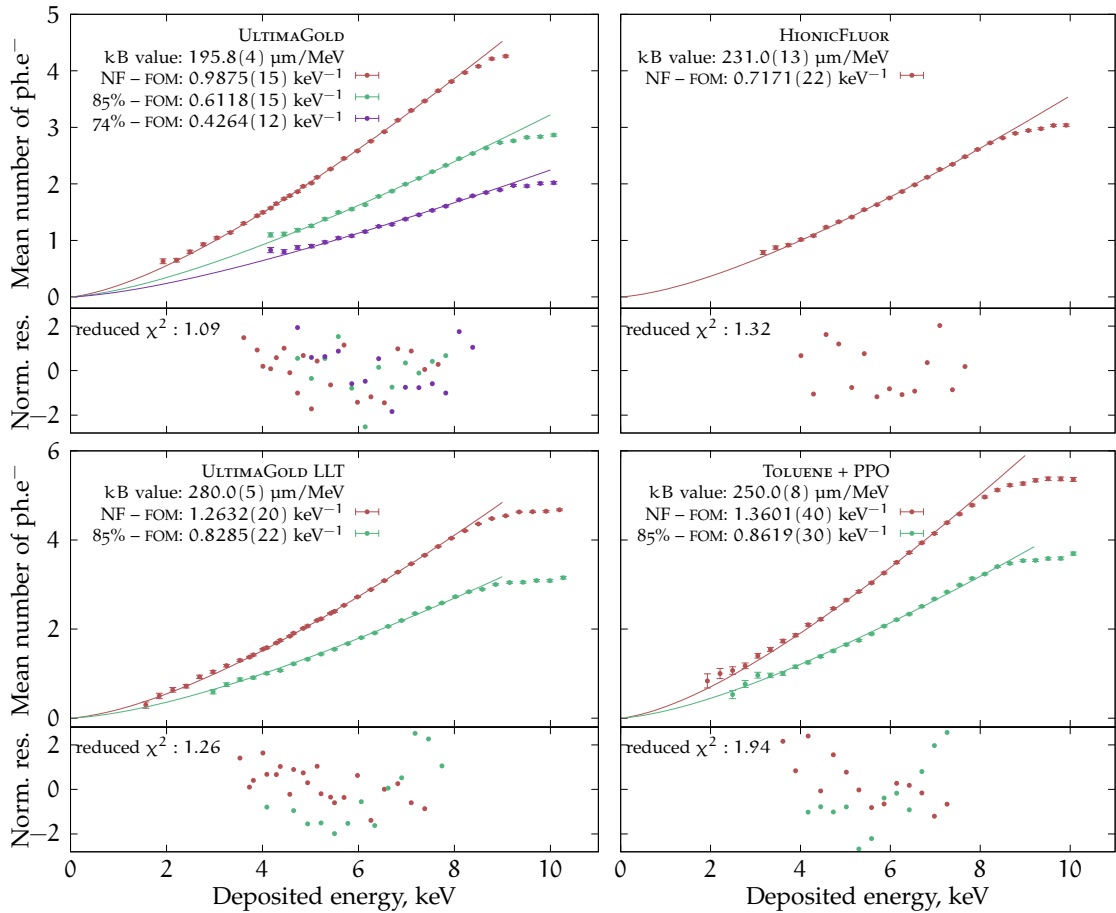 UltimaGold
kB value: 195.8(4) µm/MeV
NF – FOM: 0.9875(15) keV⁻¹
85% – FOM: 0.6118(15) keV⁻¹
74% – FOM: 0.4264(12) keV⁻¹
Mean number of ph.e⁻
5
4
3
2
1
0
HionicFluor
kB value: 231.0(13) µm/MeV
NF – FOM: 0.7171(22) keV⁻¹
reduced χ² : 1.09
Norm. res.
2
0
−2
reduced χ² : 1.32
UltimaGold LLT
kB value: 280.0(5) µm/MeV
NF – FOM: 1.2632(20) keV⁻¹
85% – FOM: 0.8285(22) keV⁻¹
Mean number of ph.e⁻
6
4
2
0
Toluene + PPO
kB value: 250.0(8) µm/MeV
NF – FOM: 1.3601(40) keV⁻¹
85% – FOM: 0.8619(30) keV⁻¹
reduced χ² : 1.26
Norm. res.
2
0
−2
reduced χ² : 1.94
0 2 4 6 8 10
0 2 4 6 8 10
Deposited energy, keV
Deposited energy, keV